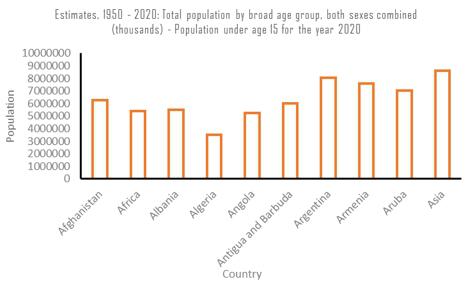 Estimates, 1950 - 2020: Total population by broad age group, both sexes combined
(thousands) - Population under age 15 for the year 2020
10000000
9000000
8000000
7000000
6000000
5000000
4000000
3000000
2000000
1000000
0
Population
Afghanistan
Africa
Albania
Algeria
Angola
Antigua and Barbuda
Argentina
Armenia
Aruba
Asia
Country